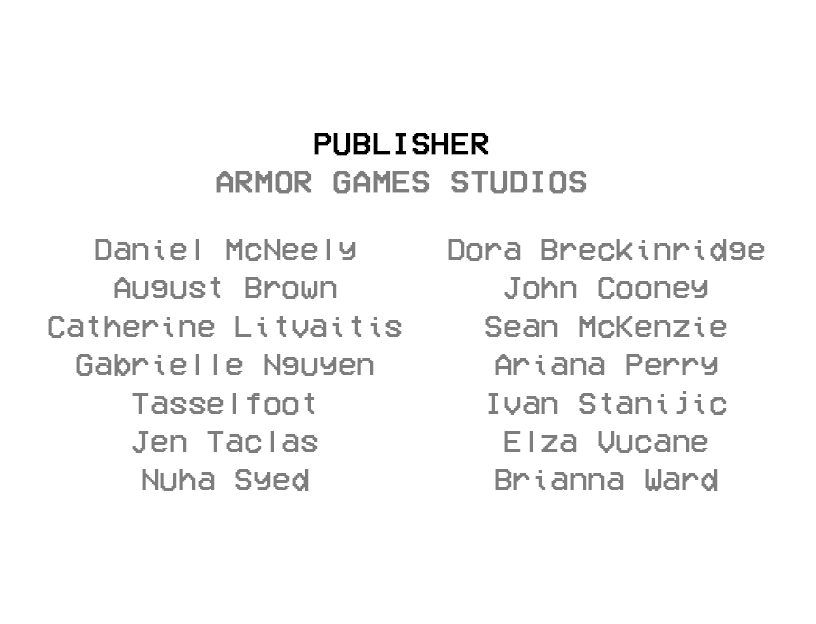 PUBLISHER
ARMOR GAMES STUDIOS
Daniel McNeely
August Brown
Catherine Litvaitis
Gabrielle Nguyen
Tasselfoot
Jen Taclas
Nuha Syed
Dora Breckinridge
John Cooney
Sean McKenzie
Ariana Perry
Ivan Stanijic
Elza Vucane
Brianna Ward